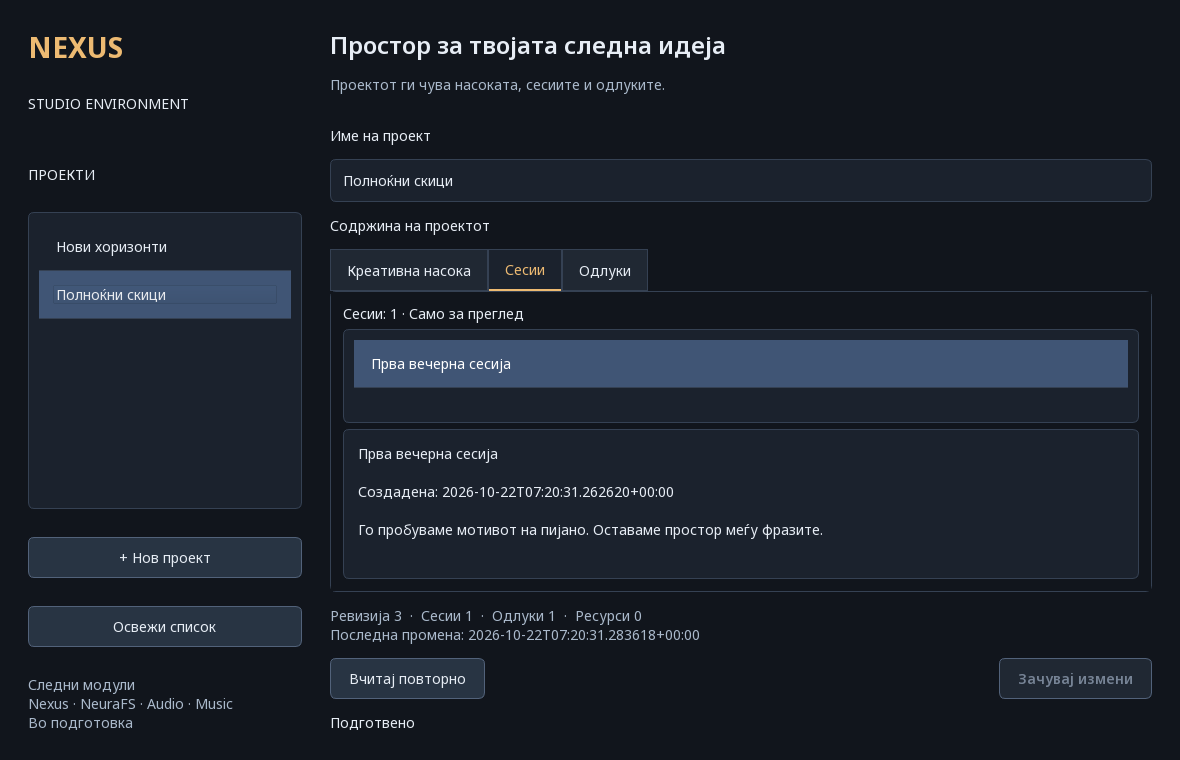 NEXUS
STUDIO ENVIRONMENT
ПРОЕКТИ
Нови хоризонти
Полноќни скици
+ Нов проект
Освежи список
Следни модули
Nexus · NeuraFS · Audio · Music
Во подготовка
Простор за твојата следна идеја
Проектот ги чува насоката, сесиите и одлуките.
Име на проект
Полноќни скици
Содржина на проектот
Креативна насока
Сесии
Одлуки
Сесии: 1 · Само за преглед
Прва вечерна сесија
Прва вечерна сесија
Создадена: 2026-10-22T07:20:31.262620+00:00
Го пробуваме мотивот на пијано. Оставаме простор меѓу фразите.
Ревизија 3 · Сесии 1 · Одлуки 1 · Ресурси 0
Последна промена: 2026-10-22T07:20:31.283618+00:00
Вчитај повторно
Зачувај измени
Подготвено